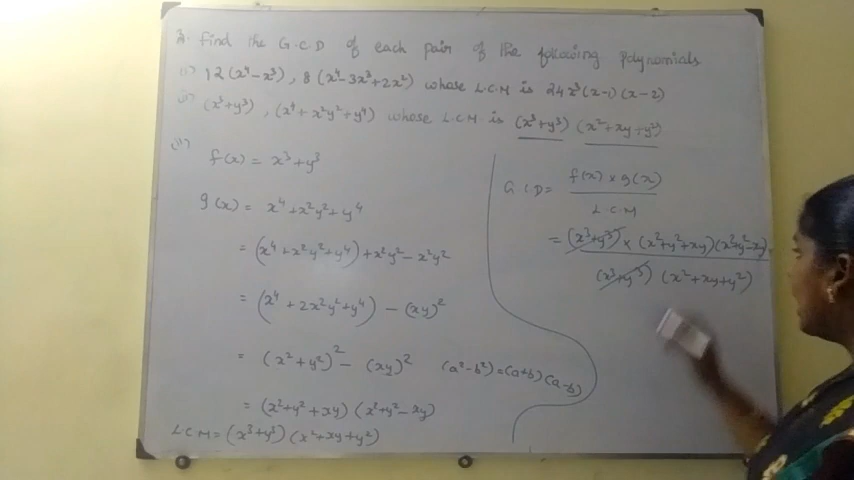 3. Find the G.C.D of each pair of the following polynomials
(i) 12(x⁴-x³), 8(x⁴-3x³+2x²) whose L.C.M is 24x³(x-1)(x-2)
ii) (x³+y³), (x⁴+x²y²+y⁴) whose L.C.M is (x³+y³) (x²+xy+y²)
(ii)
f(x) = x³+y³
g(x) = x⁴+x²y²+y⁴
= (x⁴+x²y²+y⁴)+x²y²-x²y²
= (x⁴+2x²y²+y⁴) - (xy)²
= (x²+y²)² - (xy)² (a²-b²)=(a+b)(a-b)
= (x²+y²+xy) (x²+y²-xy)
L.C.M = (x³+y³) (x²+xy+y²)
G.C.D = f(x) × g(x)
L.C.M
= (x³+y³) × (x²+y²+xy)(x²+y²-xy)
(x³+y³) (x²+xy+y²)